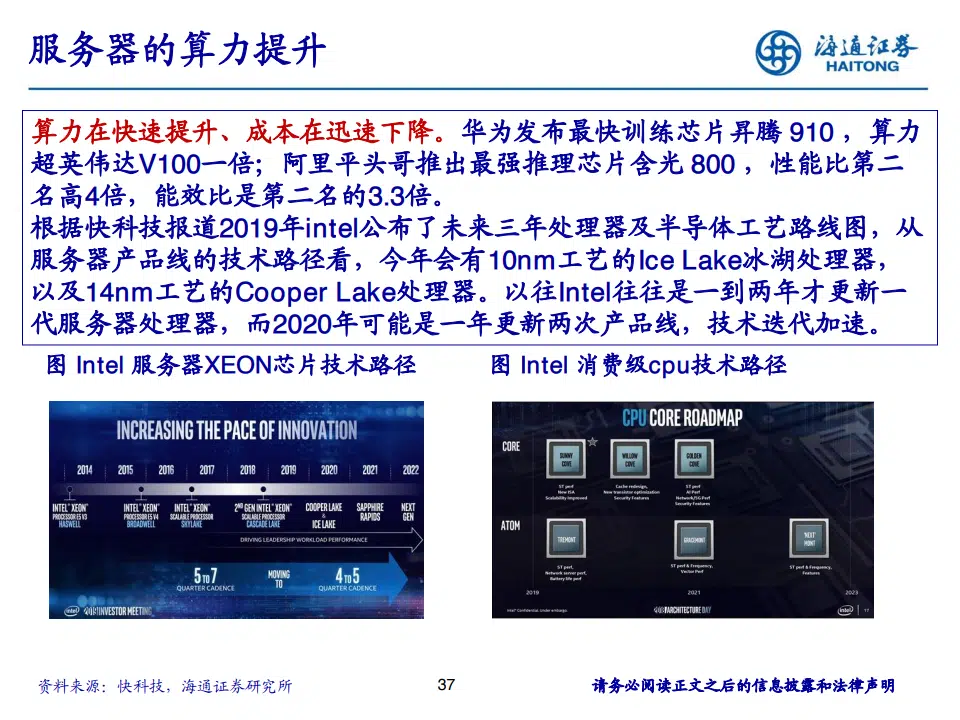 服务器的算力提升
海通证券
HAITONG
算力在快速提升、成本在迅速下降。华为发布最快训练芯片昇腾 910 ，算力
超英伟达V100一倍；阿里平头哥推出最强推理芯片含光 800 ，性能比第二
名高4倍，能效比是第二名的3.3倍。
根据快科技报道2019年intel公布了未来三年处理器及半导体工艺路线图，从
服务器产品线的技术路径看，今年会有10nm工艺的Ice Lake冰湖处理器，
以及14nm工艺的Cooper Lake处理器。以往Intel往往是一到两年才更新一
代服务器处理器，而2020年可能是一年更新两次产品线，技术迭代加速。
图 Intel 服务器XEON芯片技术路径
INCREASING THE PACE OF INNOVATION
2014 2015 2016 2017 2018 2019 2020 2021 2022
INTEL® XEON® PROCESSOR E5 V3 HASWELL
INTEL® XEON® PROCESSOR E5 V4 BROADWELL
INTEL® XEON® SCALABLE PROCESSOR SKYLAKE
2ND GEN INTEL® XEON® SCALABLE PROCESSOR CASCADE LAKE
COOPER LAKE & ICE LAKE
SAPPHIRE RAPIDS
NEXT GEN
DRIVING LEADERSHIP WORKLOAD PERFORMANCE
5 TO 7 QUARTER CADENCE
MOVING TO
4 TO 5 QUARTER CADENCE
intel
INVESTOR MEETING
图 Intel 消费级cpu技术路径
CPU CORE ROADMAP
CORE
SUNNY COVE
ST perf
New ISA
Scalability Improved
WILLOW COVE
Cache redesign,
New transistor optimization
Security Features
GOLDEN COVE
ST perf
AI Perf
Network/5G Perf
Security Features
ATOM
TREMONT
ST perf,
Network server perf,
Battery life perf
GRACEMONT
ST perf & Frequency,
Vector Perf
'NEXT' MONT
ST perf & Frequency,
Features
2019 2021 2023
Intel® Confidential under embargo
ARCHITECTURE DAY
intel
17
资料来源：快科技，海通证券研究所
37
请务必阅读正文之后的信息披露和法律声明